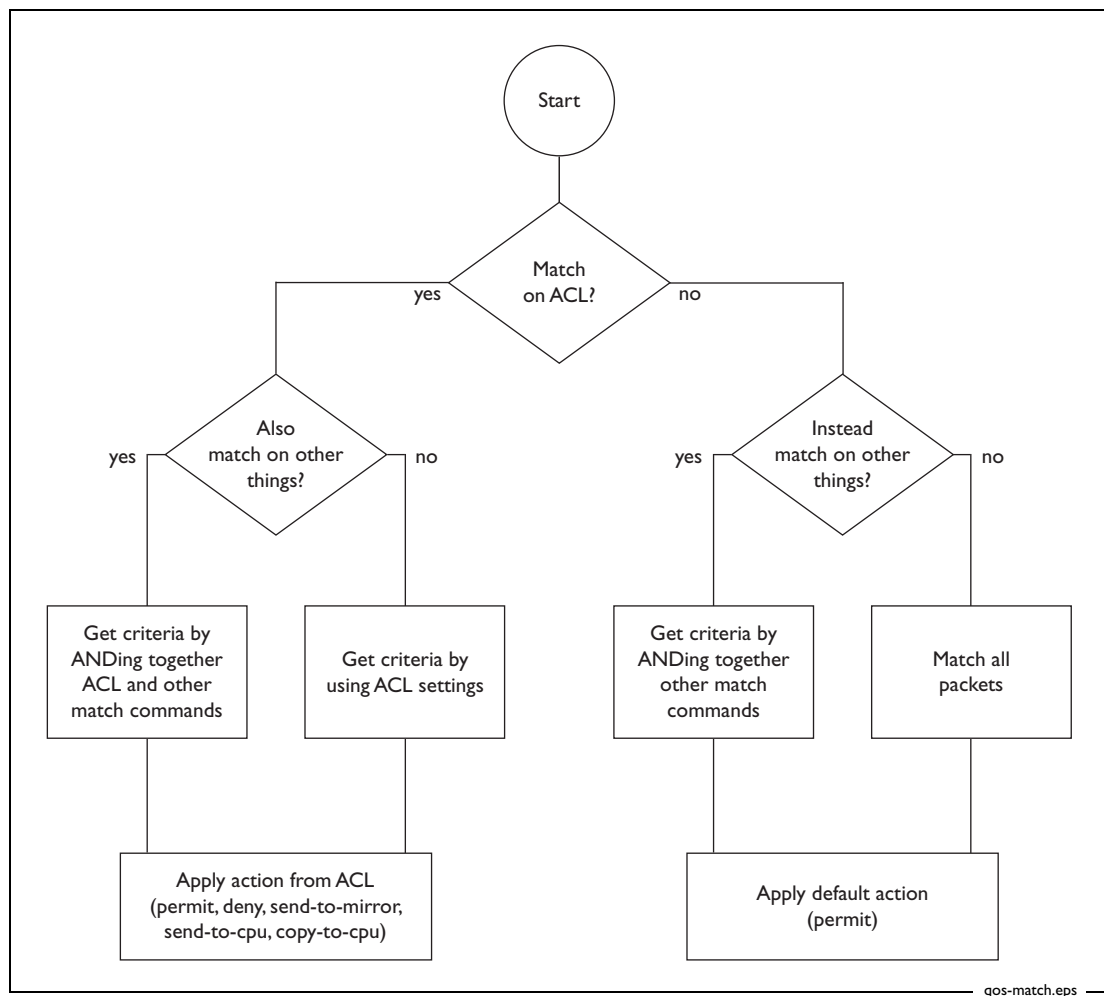 Start
Match
on ACL?
yes
no
Also
match on other
things?
yes
no
Instead
match on other
things?
yes
no
Get criteria by
ANDing together
ACL and other
match commands
Get criteria by
using ACL settings
Get criteria by
ANDing together
other match
commands
Match all
packets
Apply action from ACL
(permit, deny, send-to-mirror,
send-to-cpu, copy-to-cpu)
Apply default action
(permit)
qos-match.eps